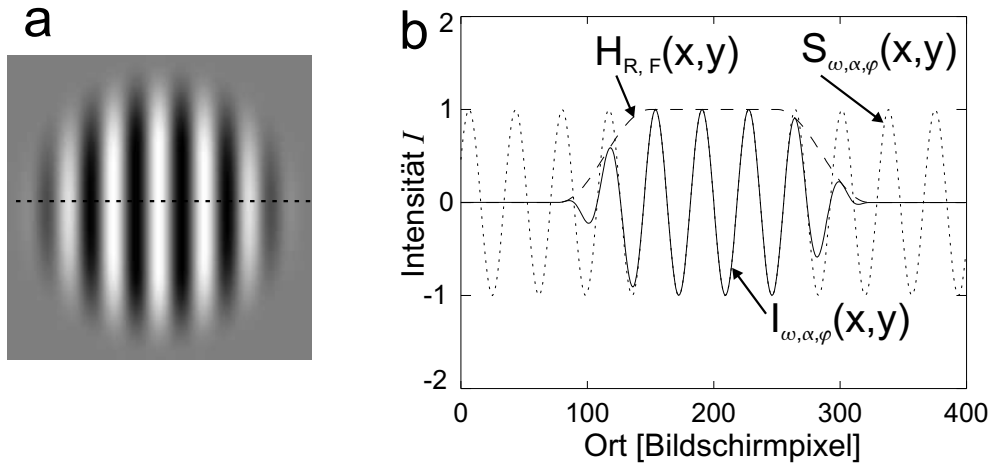 a
b
2
H_R, F(x,y)
S_ω,α,φ(x,y)
1
0
-1
-2
Intensität I
I_ω,α,φ(x,y)
0
100
200
300
400
Ort [Bildschirmpixel]